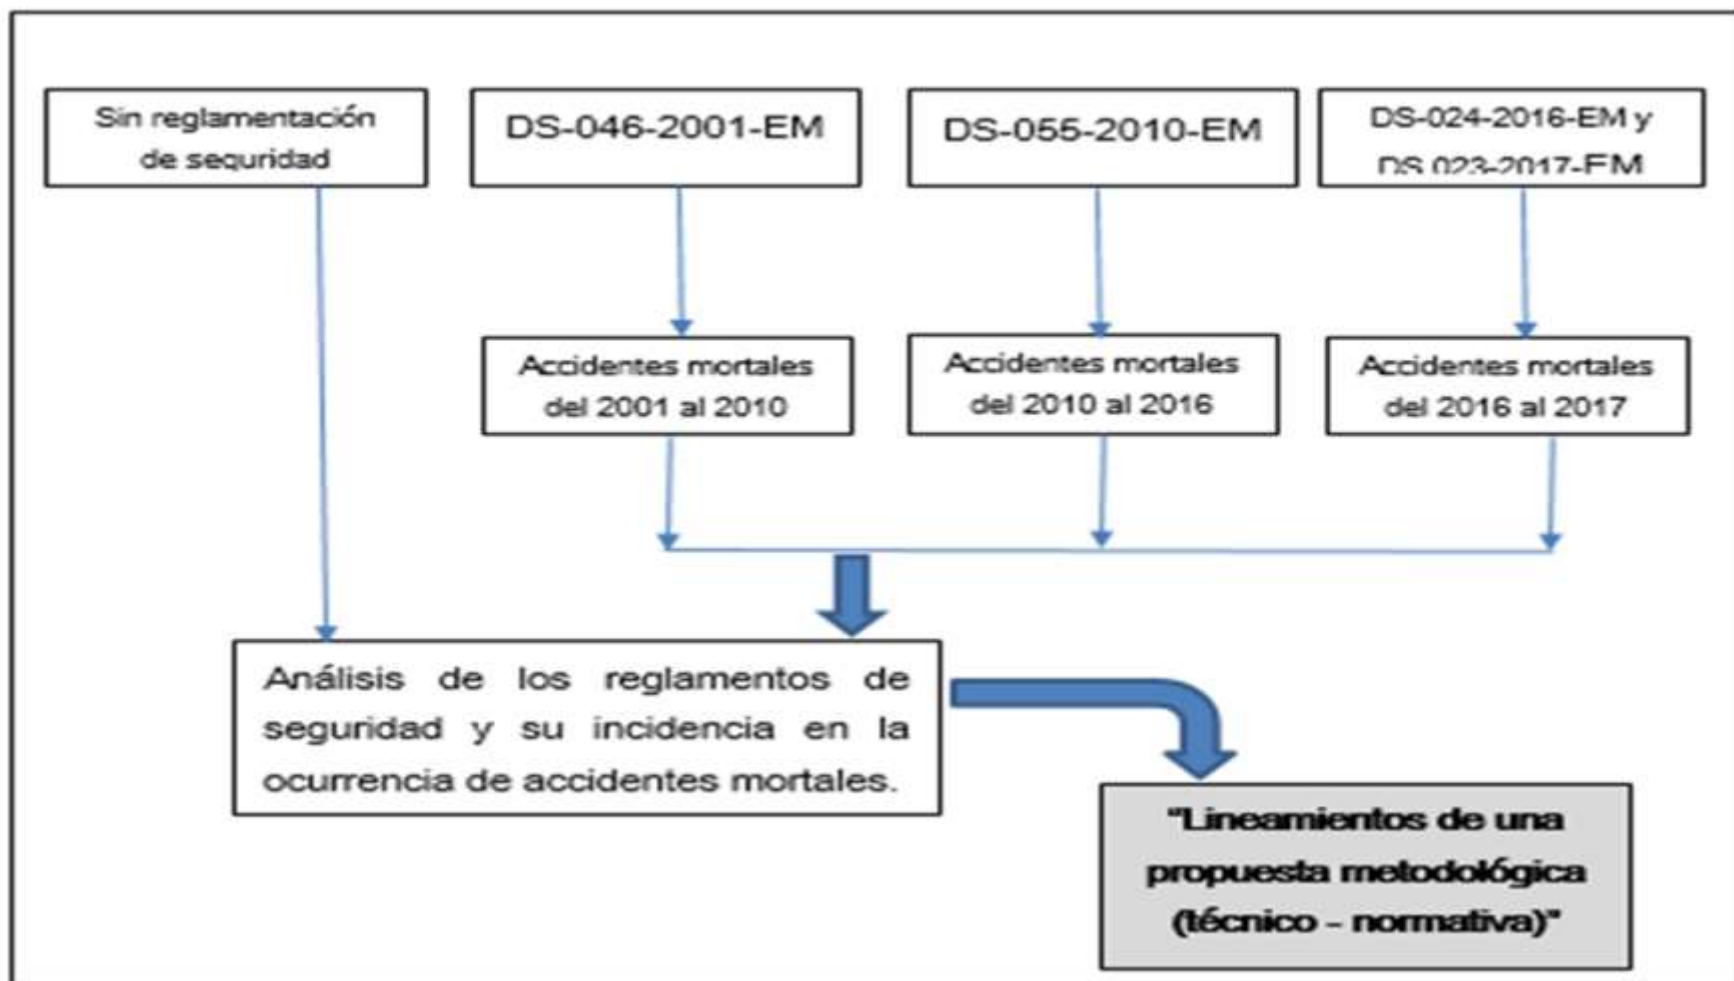 Sin reglamentación
de seguridad
DS-046-2001-EM
DS-055-2010-EM
DS-024-2016-EM y
DS 023-2017-EM
Accidentes mortales
del 2001 al 2010
Accidentes mortales
del 2010 al 2016
Accidentes mortales
del 2016 al 2017
Análisis de los reglamentos de
seguridad y su incidencia en la
ocurrencia de accidentes mortales.
"Lineamientos de una
propuesta metodológica
(técnico - normativa)"